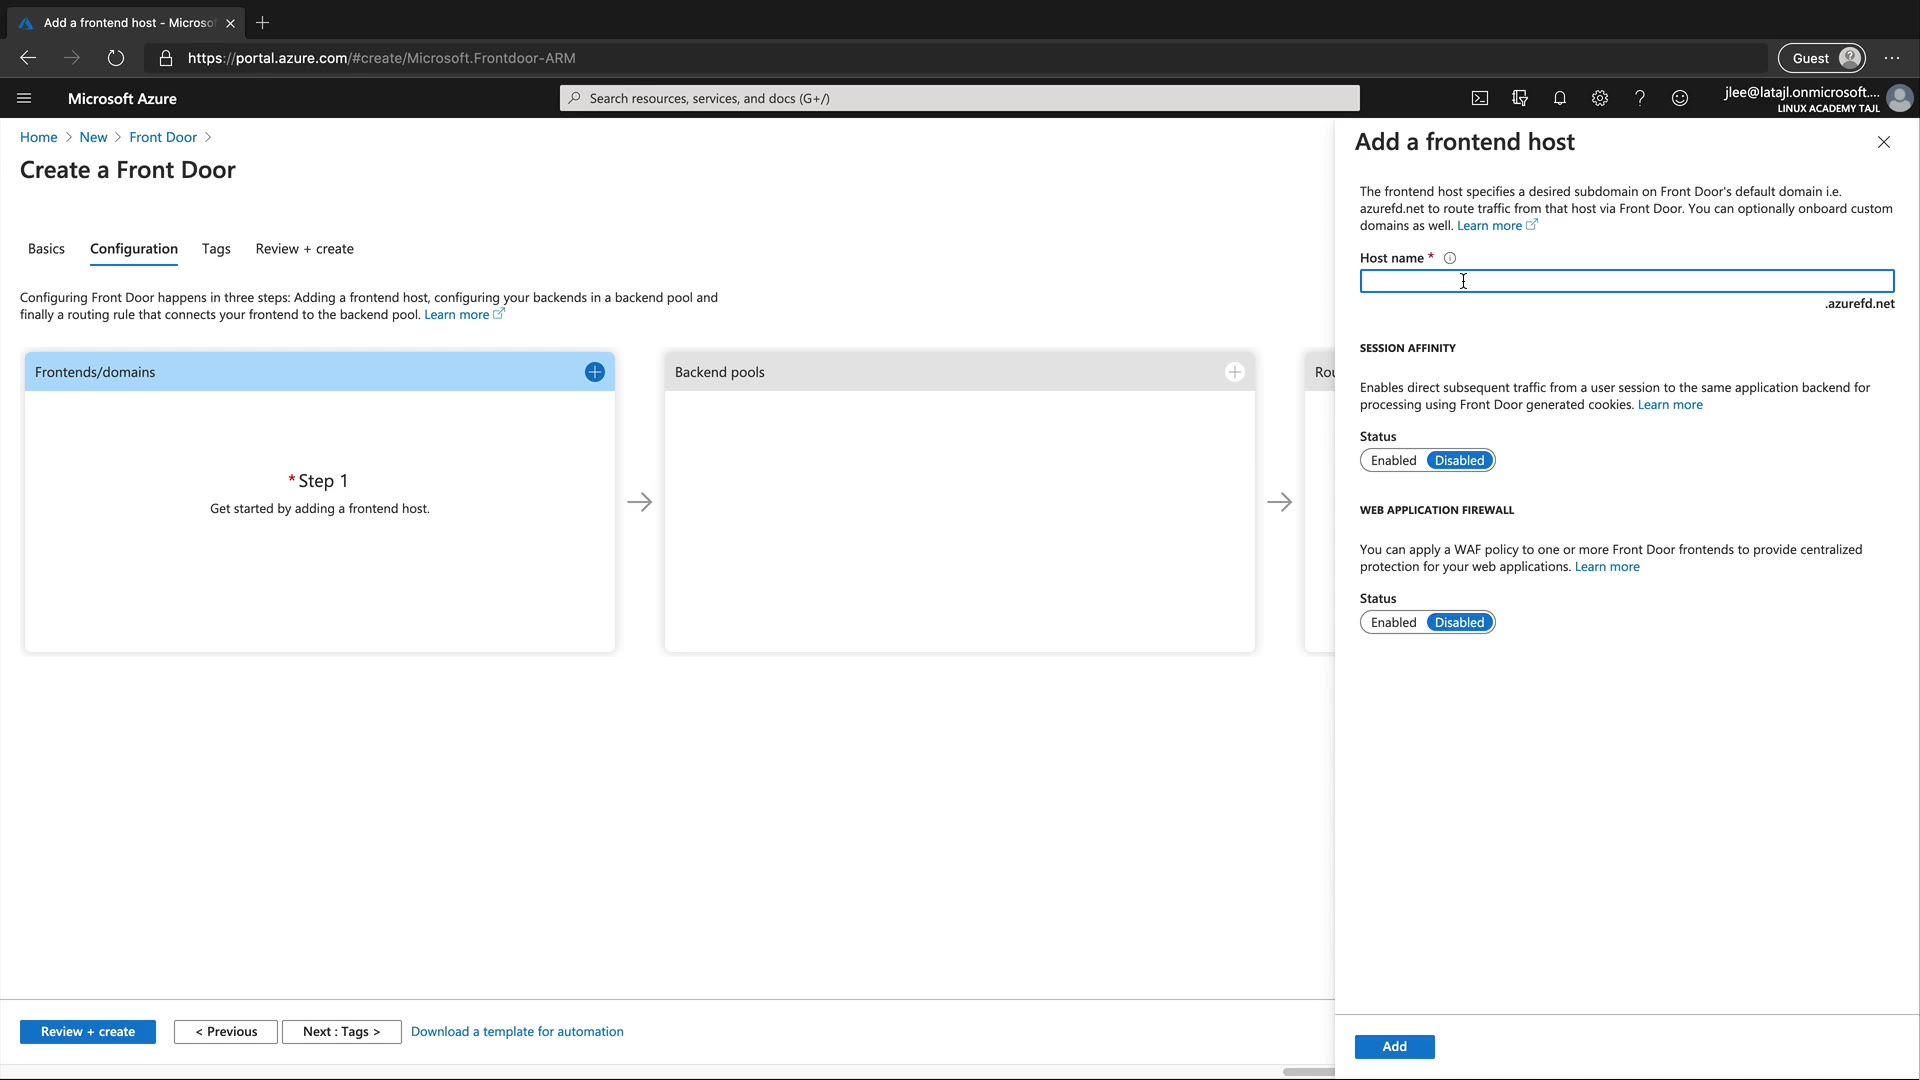 Add a frontend host - Microso
https://portal.azure.com/#create/Microsoft.Frontdoor-ARM
Guest
Microsoft Azure
Search resources, services, and docs (G+/)
jlee@latajl.onmicrosoft....
LINUX ACADEMY TAJL
Home > New > Front Door >
Create a Front Door
Basics
Configuration
Tags
Review + create
Configuring Front Door happens in three steps: Adding a frontend host, configuring your backends in a backend pool and
finally a routing rule that connects your frontend to the backend pool. Learn more
Frontends/domains
* Step 1
Get started by adding a frontend host.
Backend pools
Rou
Review + create
< Previous
Next : Tags >
Download a template for automation
Add a frontend host
The frontend host specifies a desired subdomain on Front Door's default domain i.e.
azurefd.net to route traffic from that host via Front Door. You can optionally onboard custom
domains as well. Learn more
Host name *
.azurefd.net
SESSION AFFINITY
Enables direct subsequent traffic from a user session to the same application backend for
processing using Front Door generated cookies. Learn more
Status
Enabled Disabled
WEB APPLICATION FIREWALL
You can apply a WAF policy to one or more Front Door frontends to provide centralized
protection for your web applications. Learn more
Status
Enabled Disabled
Add